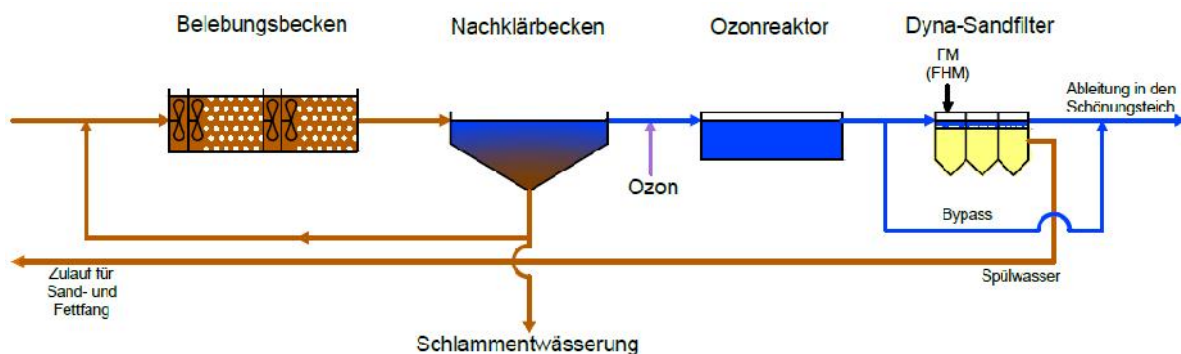 Belebungsbecken
Nachklärbecken
Ozonreaktor
Dyna-Sandfilter
FM
(FHM)
Ableitung in den
Schönungsteich
Ozon
Bypass
Zulauf für
Sand- und
Fettfang
Spülwasser
Schlammentwässerung